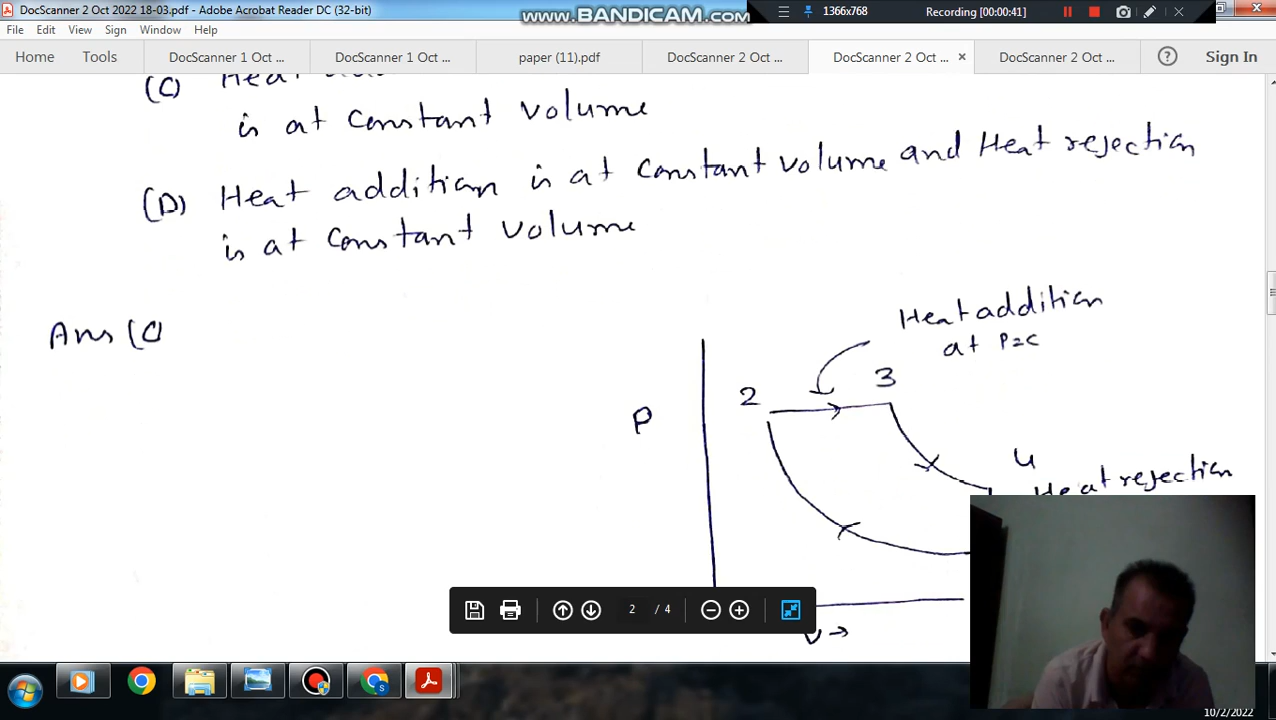 DocScanner 2 Oct 2022 18-03.pdf - Adobe Acrobat Reader DC (32-bit)
www.BANDICAM.com
1366x768
Recording [00:00:41]
File Edit View Sign Window Help
Home Tools DocScanner 1 Oct ... DocScanner 1 Oct ... paper (11).pdf DocScanner 2 Oct ... DocScanner 2 Oct ... × DocScanner 2 Oct ... Sign In
(C) Heat
is at constant volume
(D) Heat addition is at constant volume and Heat rejection
is at constant volume
Ans (C)
Heat addition
at P=C
2
3
P
4
Heat rejection
2 / 4
V →
10/2/2022